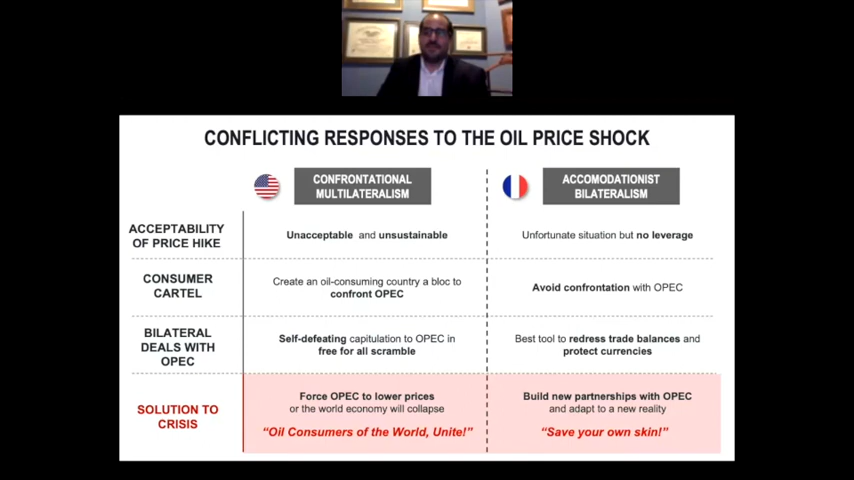 CONFLICTING RESPONSES TO THE OIL PRICE SHOCK
CONFRONTATIONAL
MULTILATERALISM
ACCOMODATIONIST
BILATERALISM
ACCEPTABILITY
OF PRICE HIKE
Unacceptable and unsustainable
Unfortunate situation but no leverage
CONSUMER
CARTEL
Create an oil-consuming country a bloc to
confront OPEC
Avoid confrontation with OPEC
BILATERAL
DEALS WITH
OPEC
Self-defeating capitulation to OPEC in
free for all scramble
Best tool to redress trade balances and
protect currencies
SOLUTION TO
CRISIS
Force OPEC to lower prices
or the world economy will collapse
“Oil Consumers of the World, Unite!”
Build new partnerships with OPEC
and adapt to a new reality
“Save your own skin!”